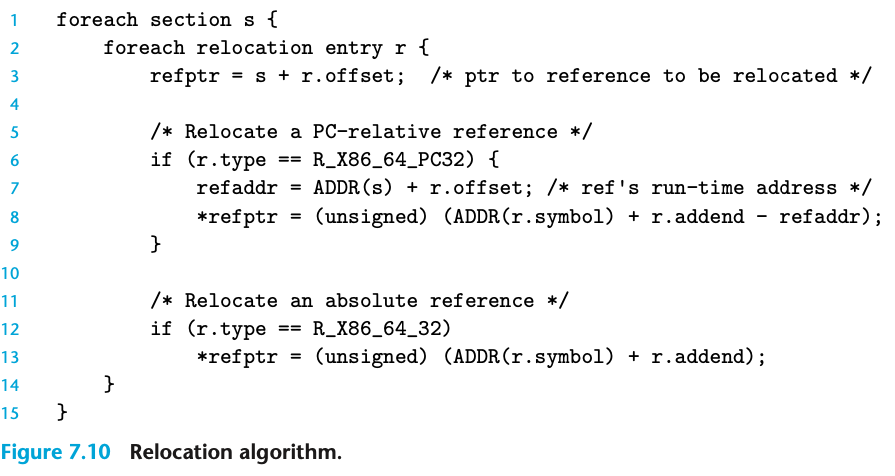 1 foreach section s {
2 foreach relocation entry r {
3 refptr = s + r.offset; /* ptr to reference to be relocated */
4
5 /* Relocate a PC-relative reference */
6 if (r.type == R_X86_64_PC32) {
7 refaddr = ADDR(s) + r.offset; /* ref's run-time address */
8 *refptr = (unsigned) (ADDR(r.symbol) + r.addend - refaddr);
9 }
10
11 /* Relocate an absolute reference */
12 if (r.type == R_X86_64_32)
13 *refptr = (unsigned) (ADDR(r.symbol) + r.addend);
14 }
15 }
Figure 7.10 Relocation algorithm.